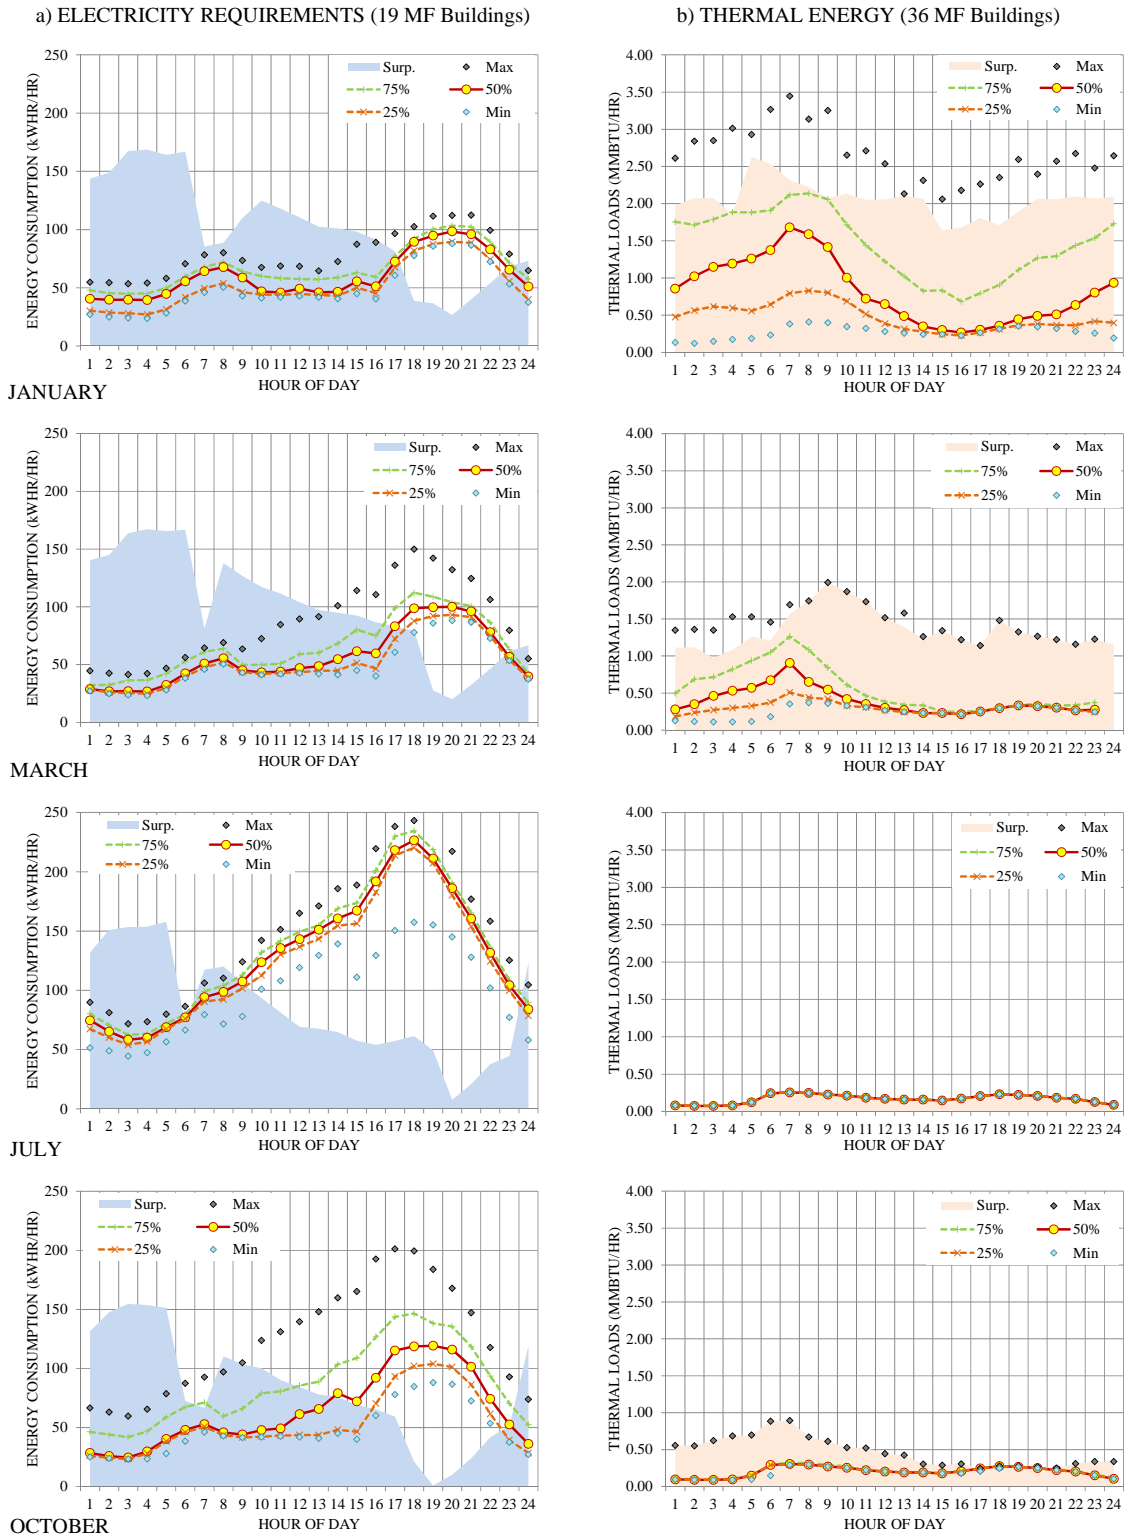 a) ELECTRICITY REQUIREMENTS (19 MF Buildings)
b) THERMAL ENERGY (36 MF Buildings)
ENERGY CONSUMPTION (kWHR/HR)
250
200
150
100
50
0
Surp. Max
75% 50%
25% Min
1 2 3 4 5 6 7 8 9 10 11 12 13 14 15 16 17 18 19 20 21 22 23 24
HOUR OF DAY
THERMAL LOADS (MMBTU/HR)
4.00
3.50
3.00
2.50
2.00
1.50
1.00
0.50
0.00
Surp. Max
75% 50%
25% Min
1 2 3 4 5 6 7 8 9 10 11 12 13 14 15 16 17 18 19 20 21 22 23 24
HOUR OF DAY
JANUARY
ENERGY CONSUMPTION (kWHR/HR)
250
200
150
100
50
0
Surp. Max
75% 50%
25% Min
1 2 3 4 5 6 7 8 9 10 11 12 13 14 15 16 17 18 19 20 21 22 23 24
HOUR OF DAY
THERMAL LOADS (MMBTU/HR)
4.00
3.50
3.00
2.50
2.00
1.50
1.00
0.50
0.00
Surp. Max
75% 50%
25% Min
1 2 3 4 5 6 7 8 9 10 11 12 13 14 15 16 17 18 19 20 21 22 23 24
HOUR OF DAY
MARCH
ENERGY CONSUMPTION (kWHR/HR)
250
200
150
100
50
0
Surp. Max
75% 50%
25% Min
1 2 3 4 5 6 7 8 9 10 11 12 13 14 15 16 17 18 19 20 21 22 23 24
HOUR OF DAY
THERMAL LOADS (MMBTU/HR)
4.00
3.50
3.00
2.50
2.00
1.50
1.00
0.50
0.00
Surp. Max
75% 50%
25% Min
1 2 3 4 5 6 7 8 9 10 11 12 13 14 15 16 17 18 19 20 21 22 23 24
HOUR OF DAY
JULY
ENERGY CONSUMPTION (kWHR/HR)
250
200
150
100
50
0
Surp. Max
75% 50%
25% Min
1 2 3 4 5 6 7 8 9 10 11 12 13 14 15 16 17 18 19 20 21 22 23 24
HOUR OF DAY
THERMAL LOADS (MMBTU/HR)
4.00
3.50
3.00
2.50
2.00
1.50
1.00
0.50
0.00
Surp. Max
75% 50%
25% Min
1 2 3 4 5 6 7 8 9 10 11 12 13 14 15 16 17 18 19 20 21 22 23 24
HOUR OF DAY
OCTOBER